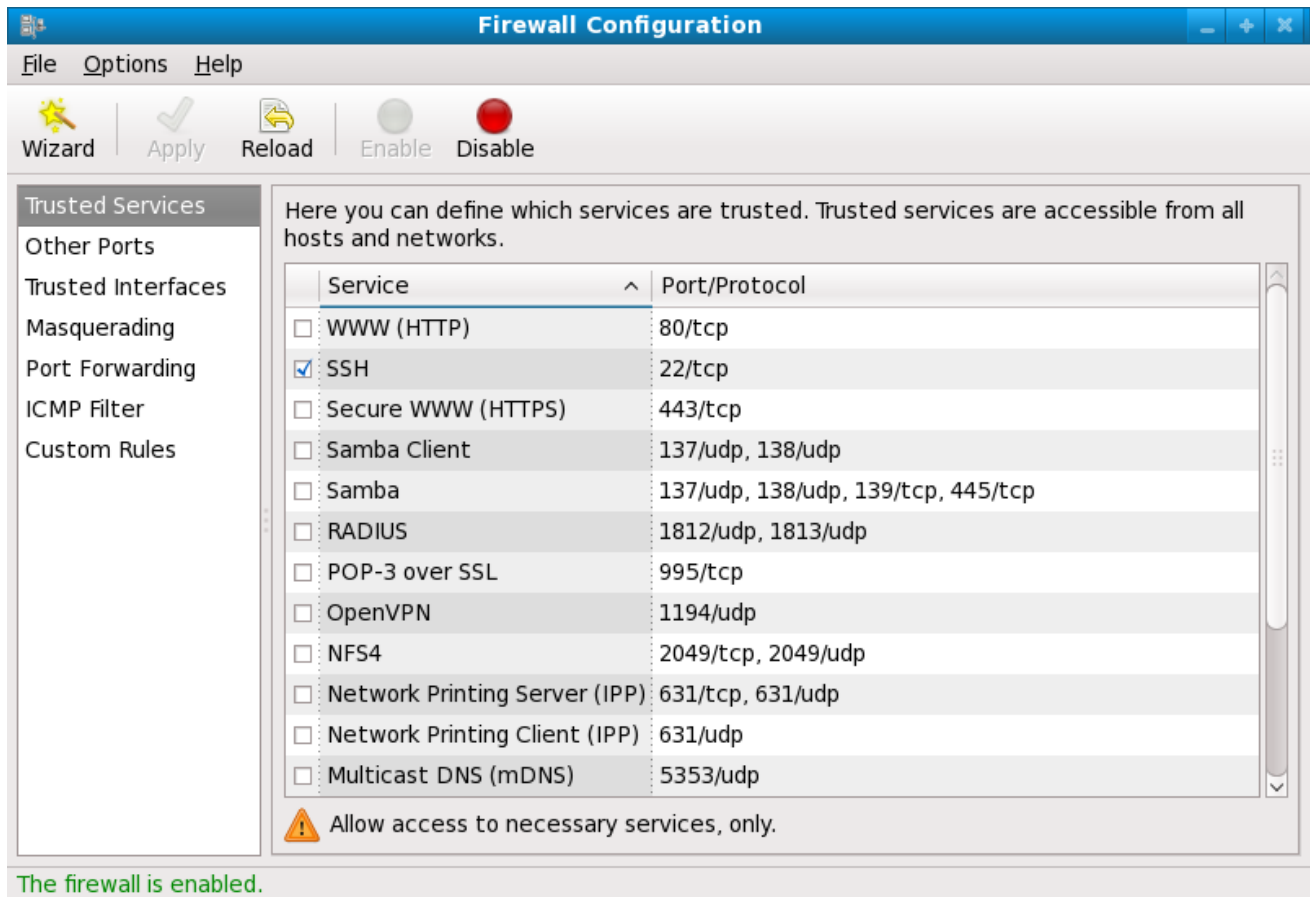 Firewall Configuration
File Options Help
Wizard Apply Reload Enable Disable
Trusted Services
Other Ports
Trusted Interfaces
Masquerading
Port Forwarding
ICMP Filter
Custom Rules
Here you can define which services are trusted. Trusted services are accessible from all
hosts and networks.
Service Port/Protocol
WWW (HTTP) 80/tcp
SSH 22/tcp
Secure WWW (HTTPS) 443/tcp
Samba Client 137/udp, 138/udp
Samba 137/udp, 138/udp, 139/tcp, 445/tcp
RADIUS 1812/udp, 1813/udp
POP-3 over SSL 995/tcp
OpenVPN 1194/udp
NFS4 2049/tcp, 2049/udp
Network Printing Server (IPP) 631/tcp, 631/udp
Network Printing Client (IPP) 631/udp
Multicast DNS (mDNS) 5353/udp
Allow access to necessary services, only.
The firewall is enabled.